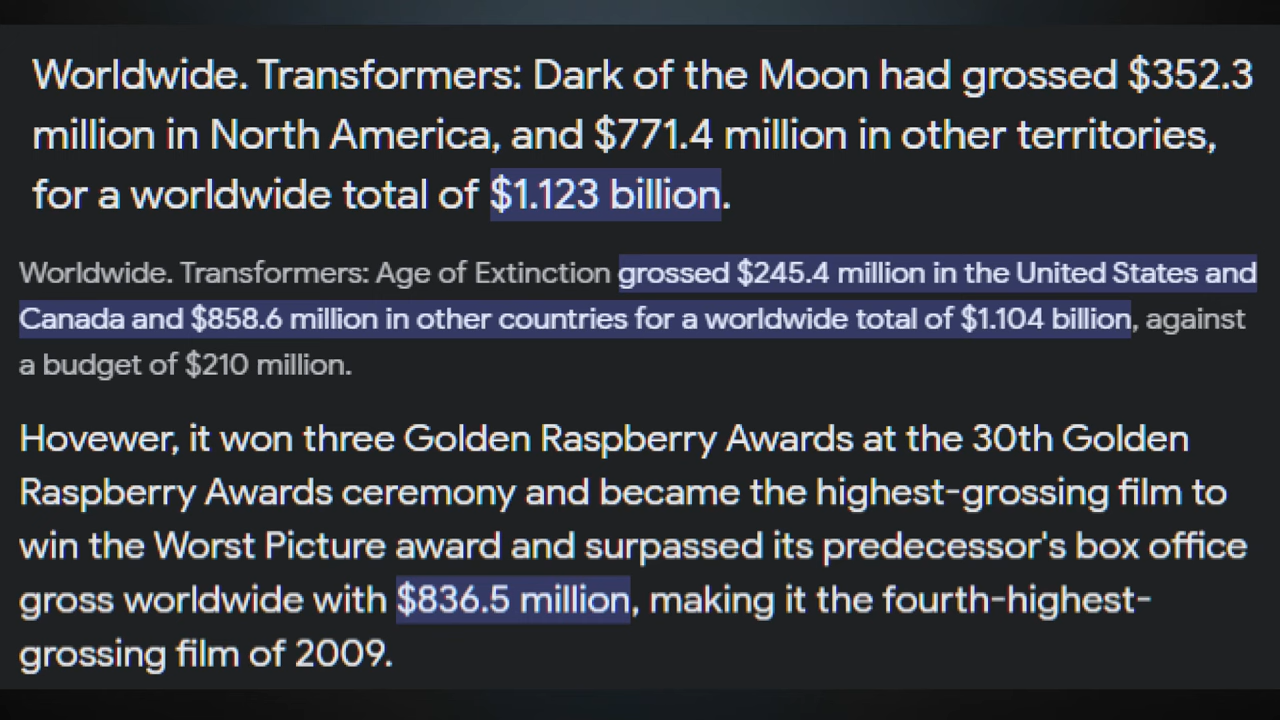 Worldwide. Transformers: Dark of the Moon had grossed $352.3
million in North America, and $771.4 million in other territories,
for a worldwide total of $1.123 billion.
Worldwide. Transformers: Age of Extinction grossed $245.4 million in the United States and
Canada and $858.6 million in other countries for a worldwide total of $1.104 billion, against
a budget of $210 million.
Hovewer, it won three Golden Raspberry Awards at the 30th Golden
Raspberry Awards ceremony and became the highest-grossing film to
win the Worst Picture award and surpassed its predecessor's box office
gross worldwide with $836.5 million, making it the fourth-highest-
grossing film of 2009.